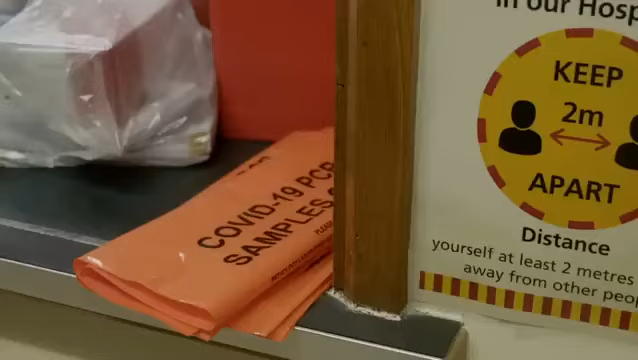 COVID-19 PCR
SAMPLES
in our Hosp
KEEP
2m
APART
Distance
yourself at least 2 metres
away from other peop